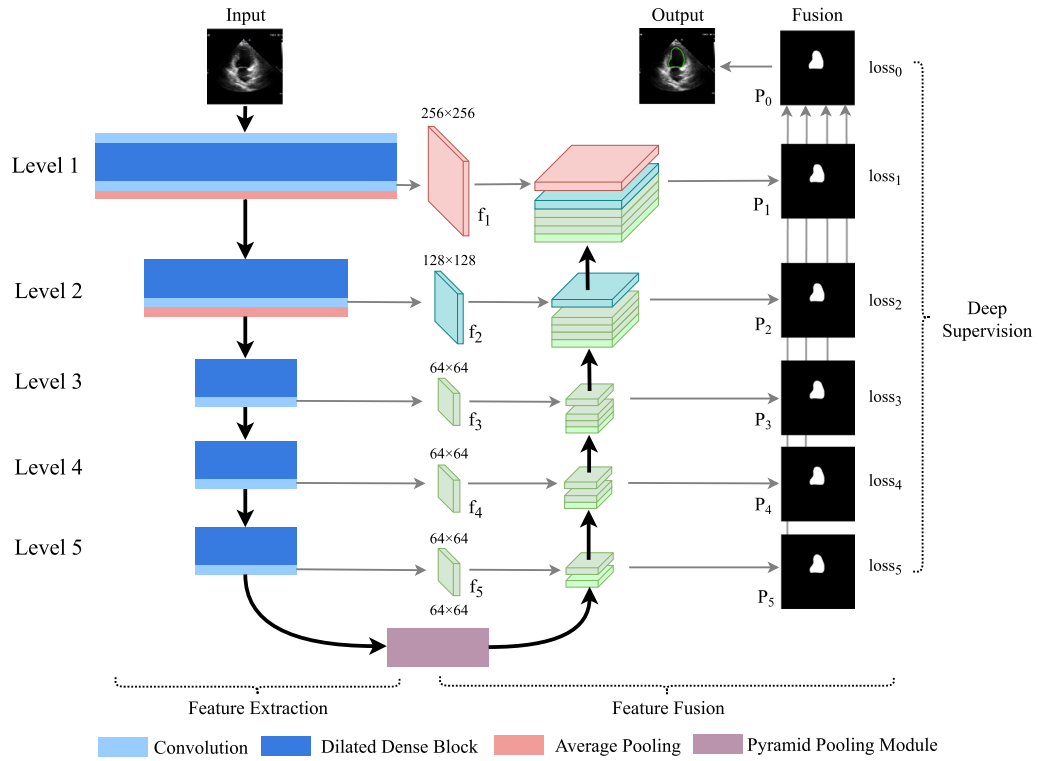 Input
Output
Fusion
P0
loss0
256×256
Level 1
f1
P1
loss1
128×128
Level 2
f2
P2
loss2
Deep
Supervision
64×64
Level 3
f3
P3
loss3
64×64
Level 4
f4
P4
loss4
64×64
Level 5
f5
P5
loss5
64×64
Feature Extraction
Feature Fusion
Convolution
Dilated Dense Block
Average Pooling
Pyramid Pooling Module